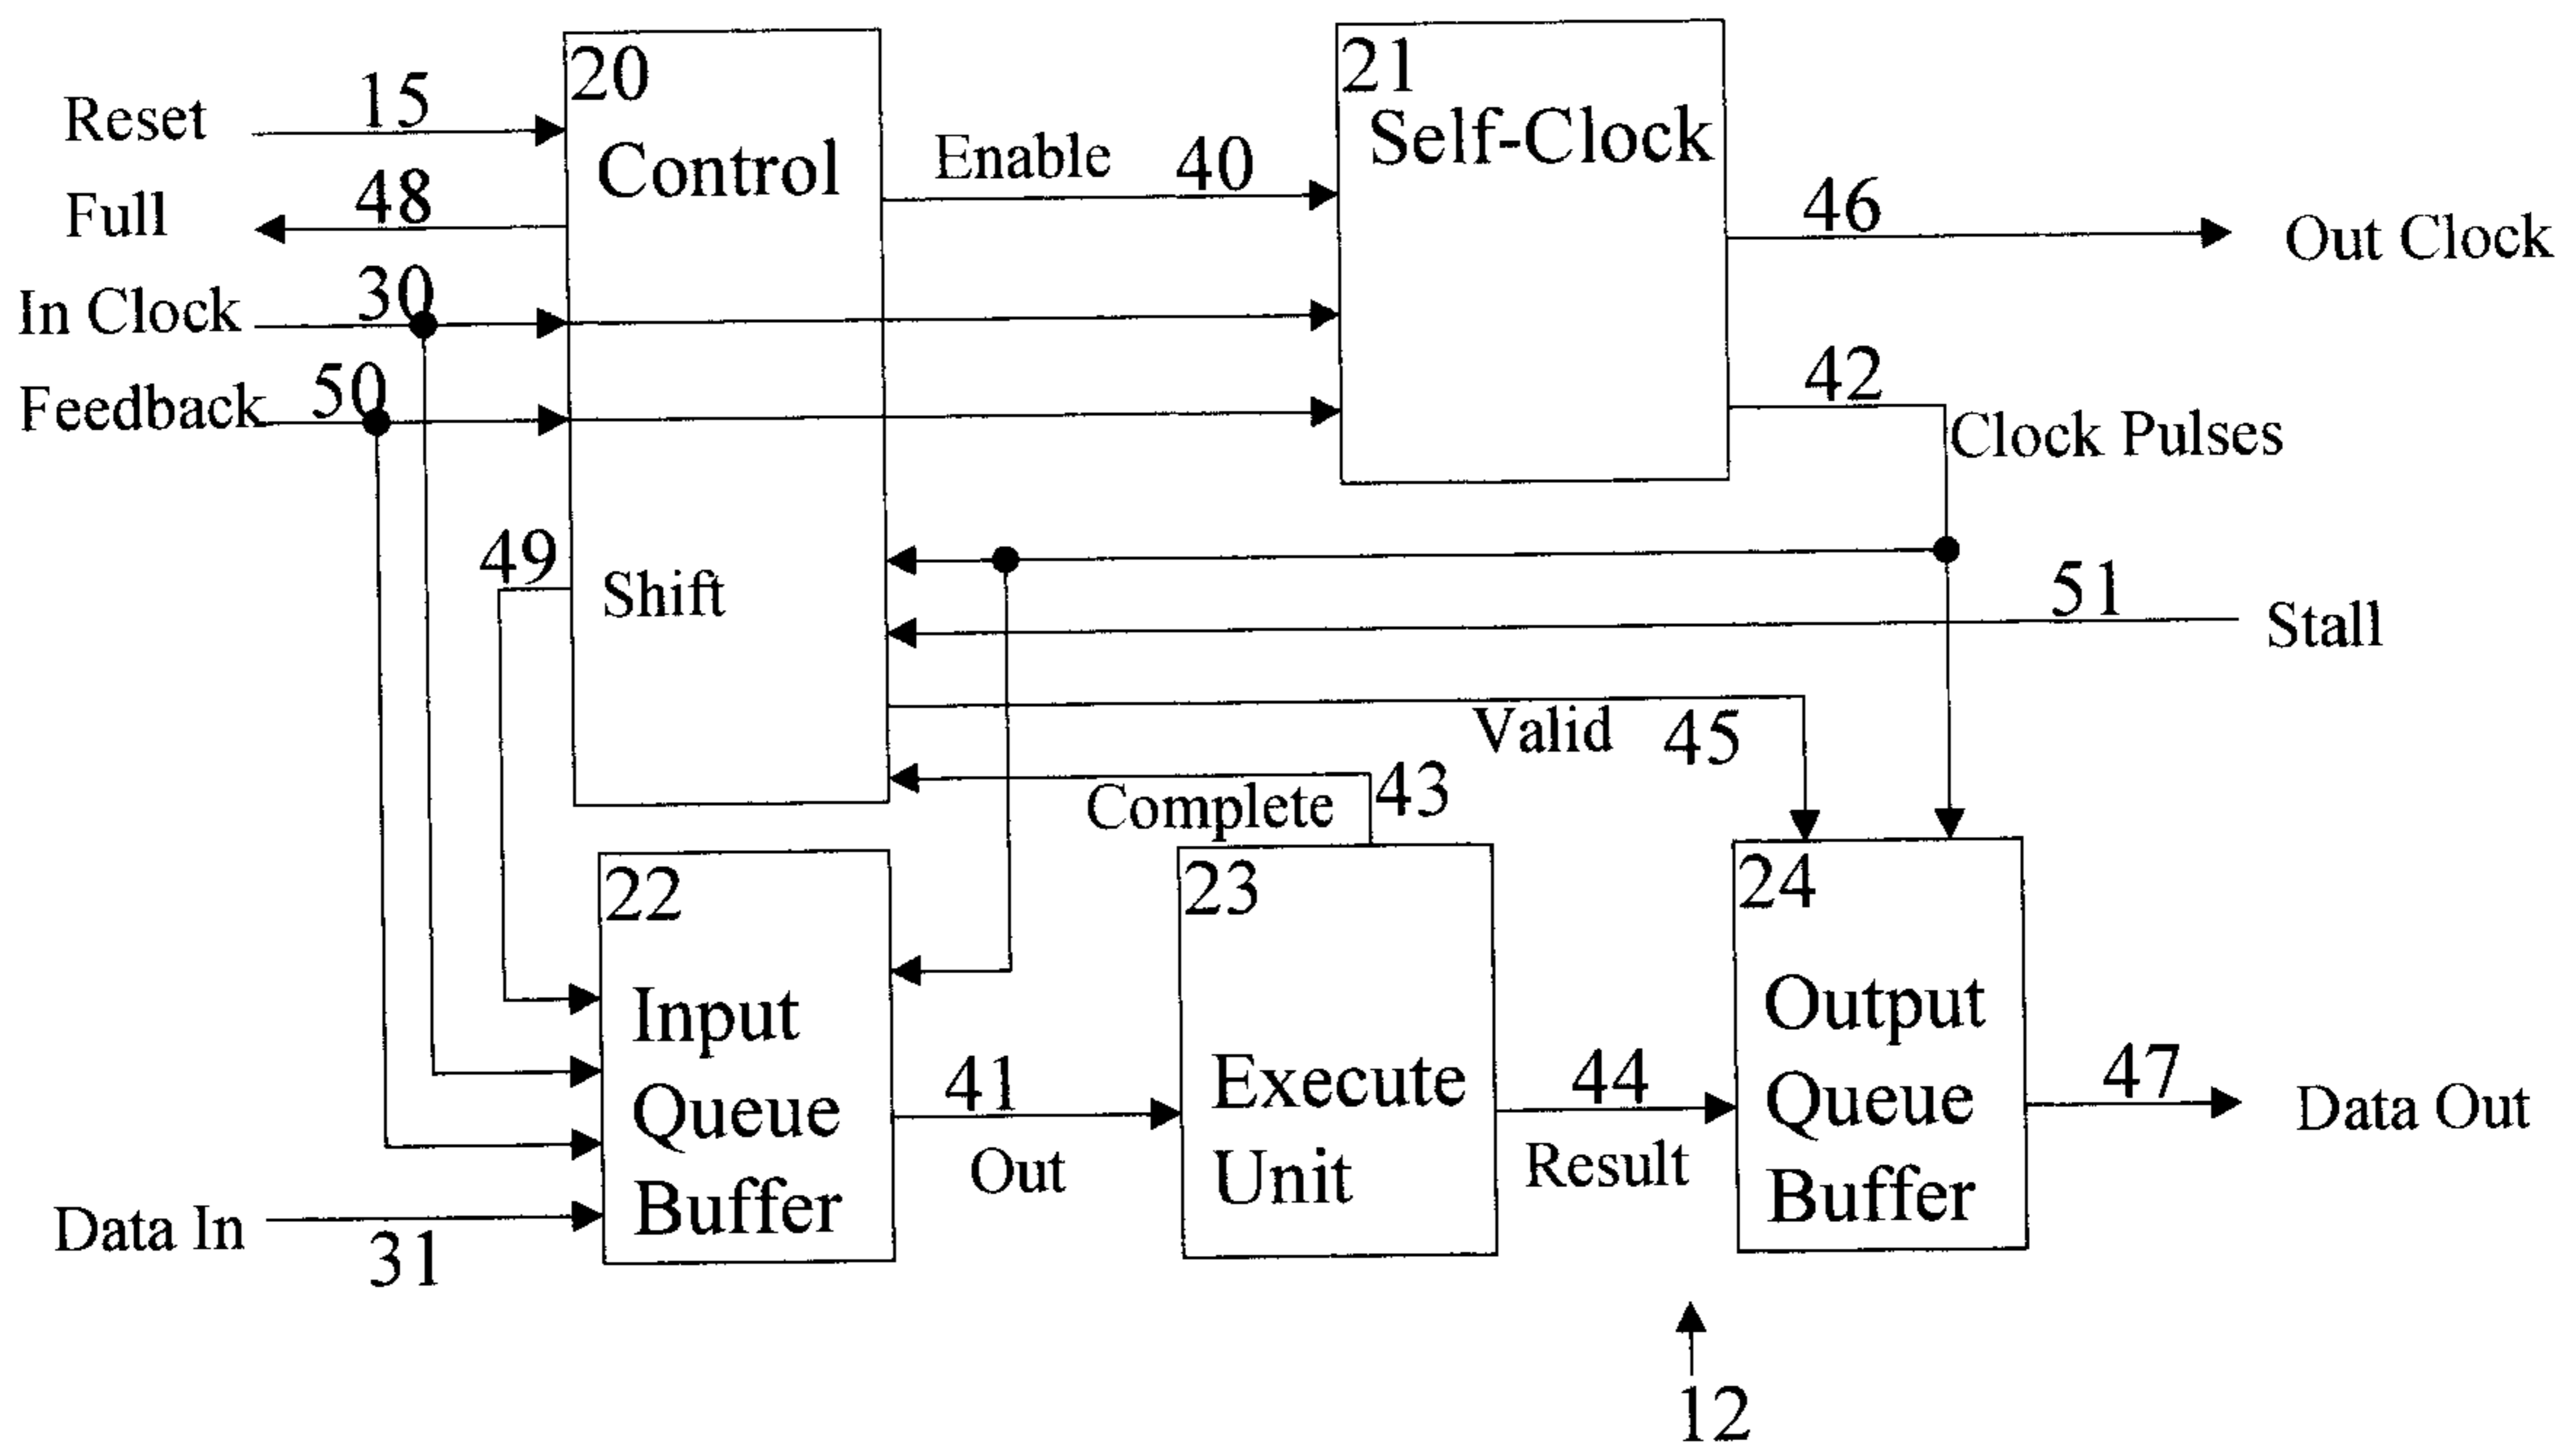 20
Control
Shift
21
Self-Clock
Reset
15
Full
48
In Clock
30
Feedback
50
Enable
40
46
Out Clock
42
Clock Pulses
49
51
Stall
Valid
45
Complete
43
22
Input
Queue
Buffer
23
Execute
Unit
24
Output
Queue
Buffer
41
Out
44
Result
47
Data Out
Data In
31
12